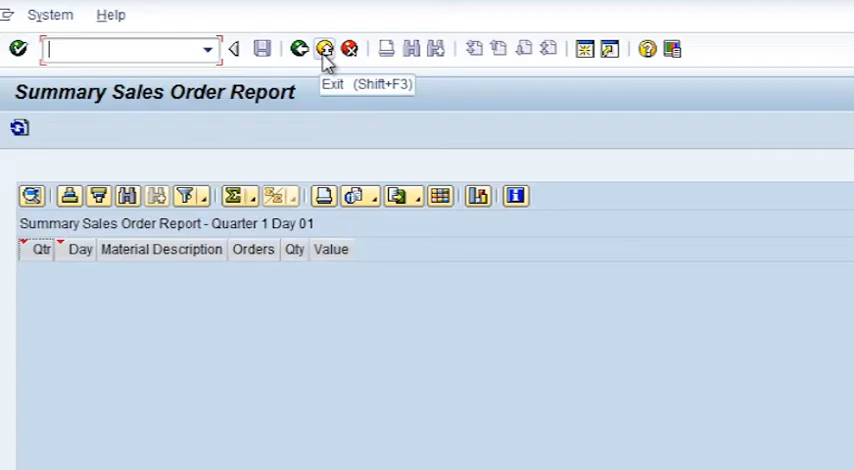 System Help
Exit (Shift+F3)
Summary Sales Order Report
Summary Sales Order Report - Quarter 1 Day 01
Qtr Day Material Description Orders Qty Value